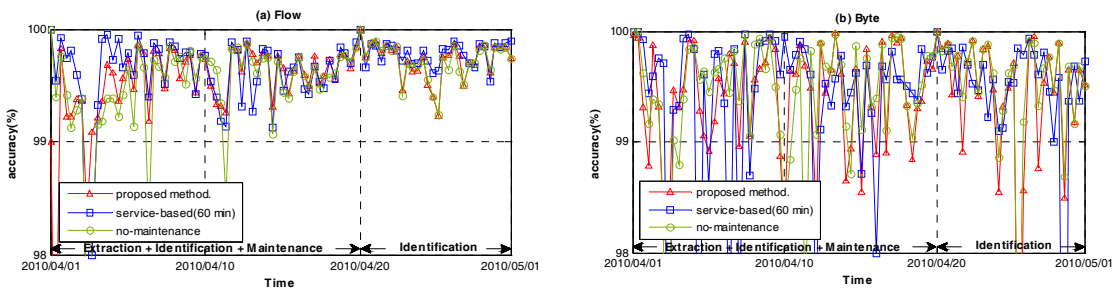 (a) Flow
100
99
98
accuracy(%)
proposed method.
service-based(60 min)
no-maintenance
Extraction + Identification + Maintenance
Identification
2010/04/01
2010/04/10
2010/04/20
2010/05/01
Time
(b) Byte
100
99
98
accuracy(%)
proposed method.
service-based(60 min)
no-maintenance
Extraction + Identification + Maintenance
Identification
2010/04/01
2010/04/10
2010/04/20
2010/05/01
Time